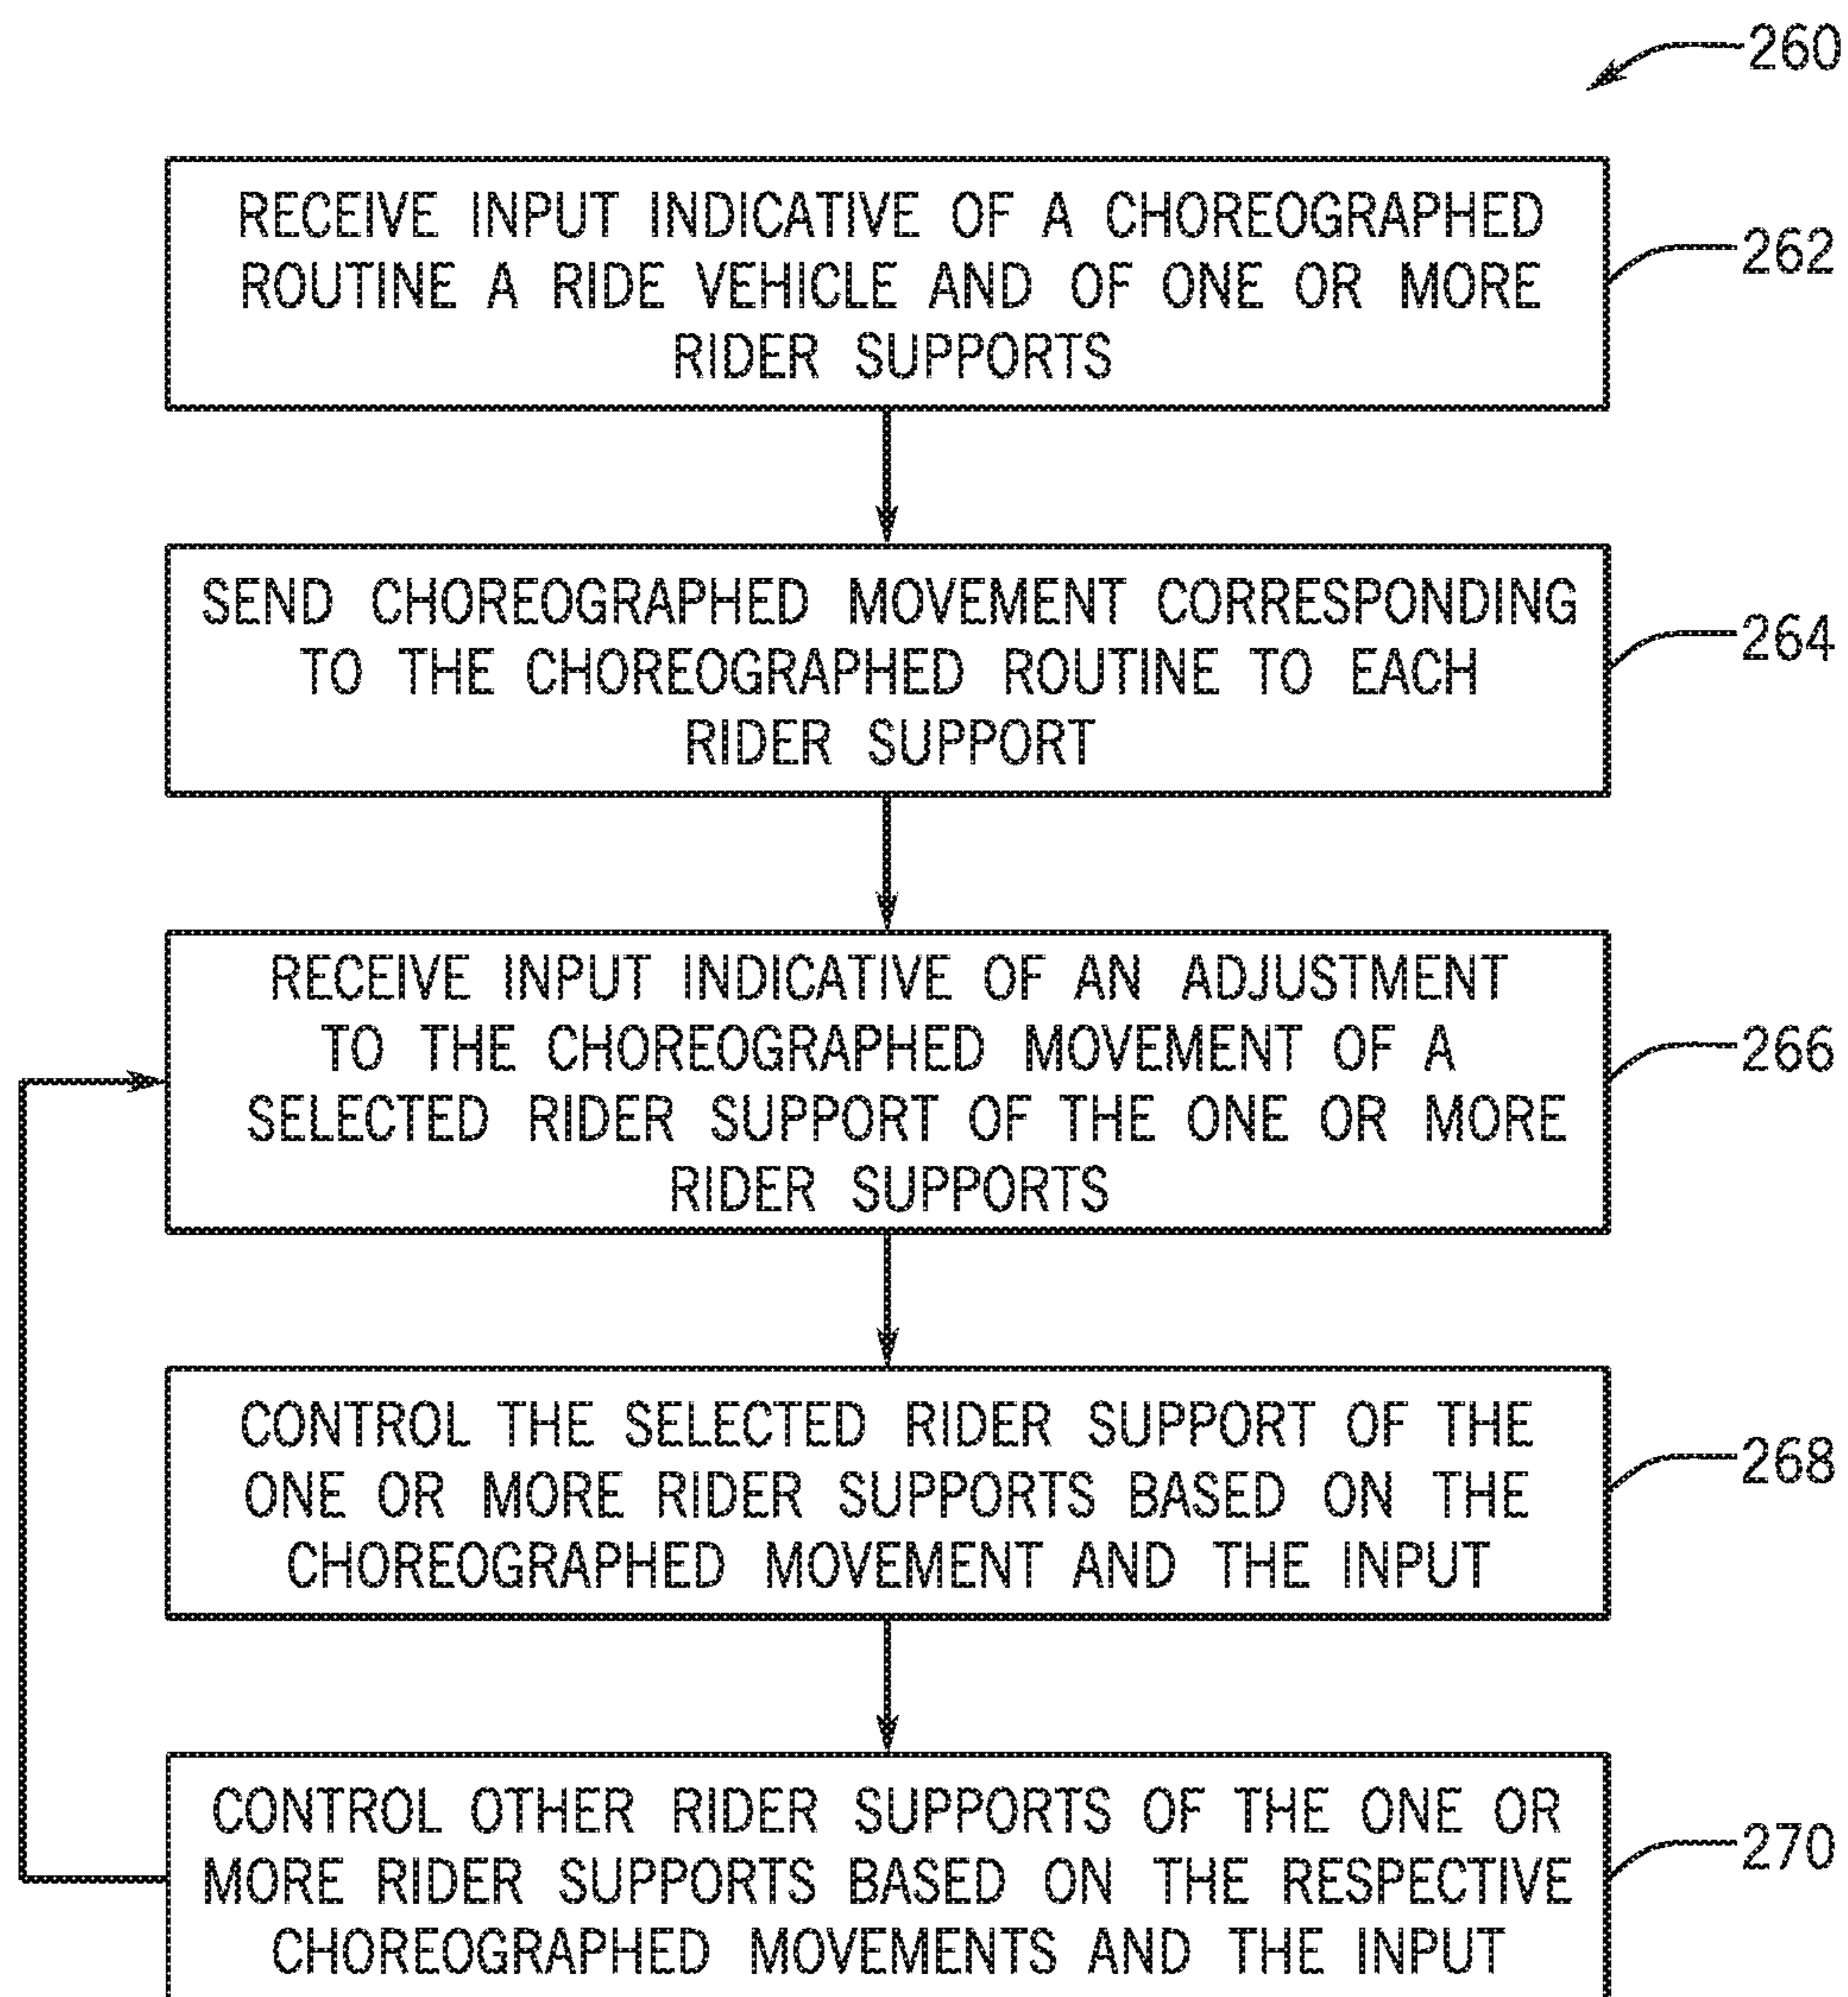 260
RECEIVE INPUT INDICATIVE OF A CHOREOGRAPHED
ROUTINE A RIDE VEHICLE AND OF ONE OR MORE
RIDER SUPPORTS
262
SEND CHOREOGRAPHED MOVEMENT CORRESPONDING
TO THE CHOREOGRAPHED ROUTINE TO EACH
RIDER SUPPORT
264
RECEIVE INPUT INDICATIVE OF AN ADJUSTMENT
TO THE CHOREOGRAPHED MOVEMENT OF A
SELECTED RIDER SUPPORT OF THE ONE OR MORE
RIDER SUPPORTS
266
CONTROL THE SELECTED RIDER SUPPORT OF THE
ONE OR MORE RIDER SUPPORTS BASED ON THE
CHOREOGRAPHED MOVEMENT AND THE INPUT
268
CONTROL OTHER RIDER SUPPORTS OF THE ONE OR
MORE RIDER SUPPORTS BASED ON THE RESPECTIVE
CHOREOGRAPHED MOVEMENTS AND THE INPUT
270